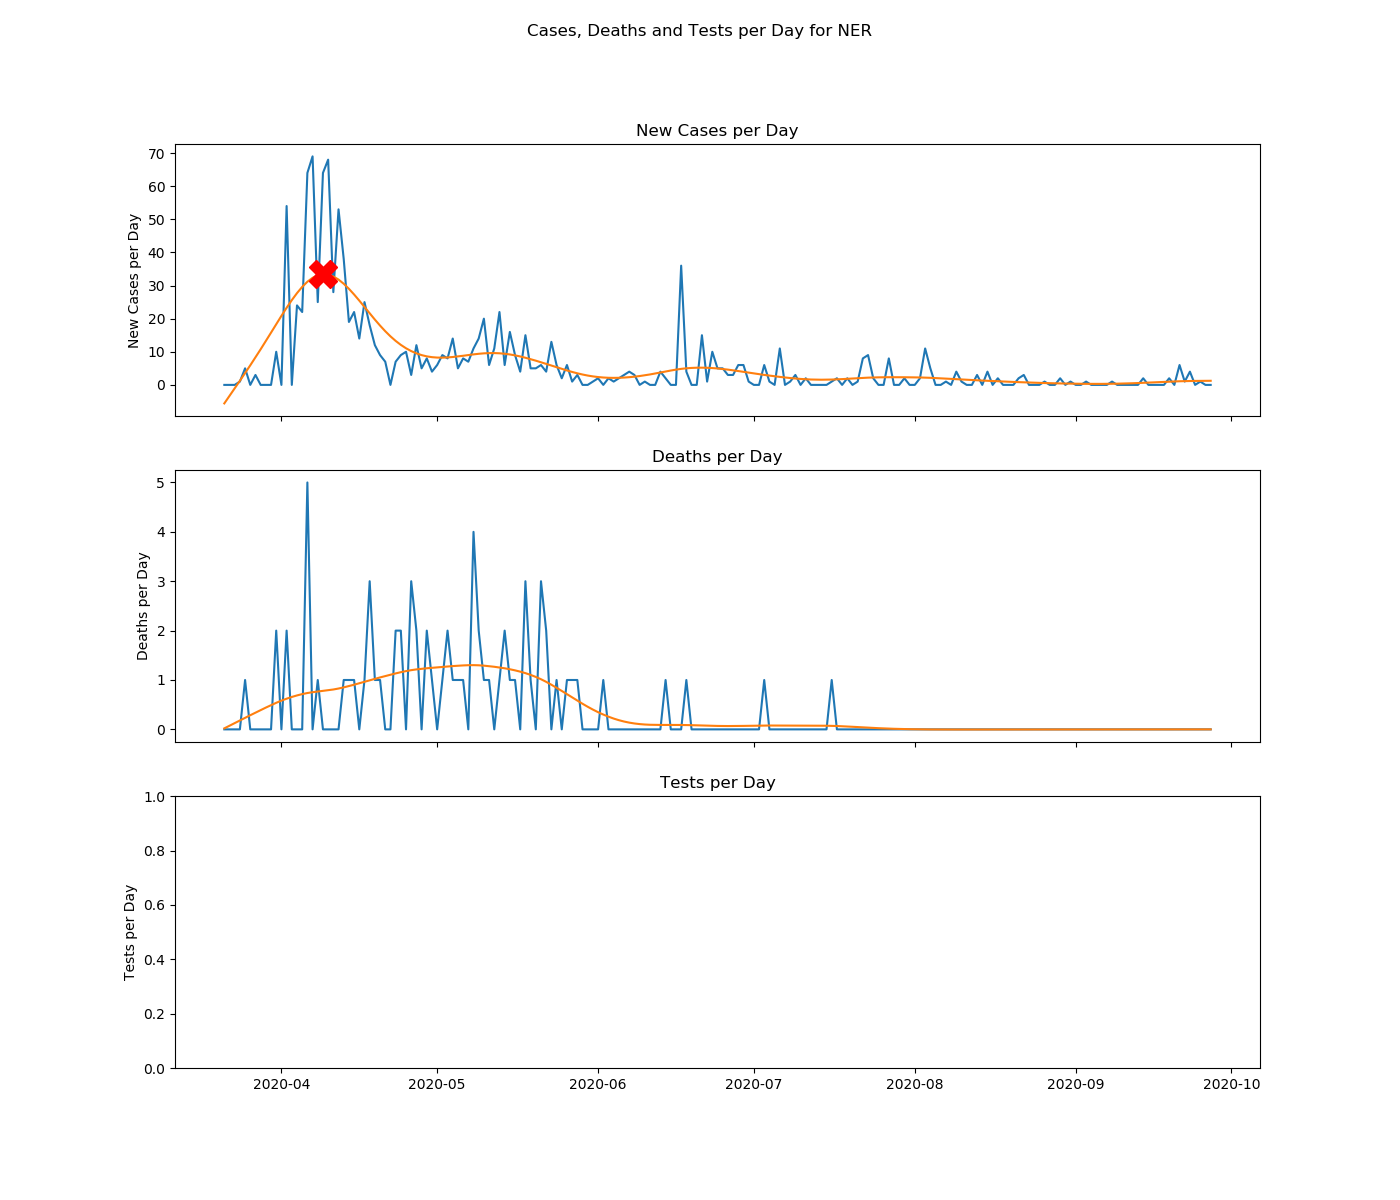 Cases, Deaths and Tests per Day for NER
New Cases per Day
New Cases per Day
70
60
50
40
30
20
10
0
Deaths per Day
Deaths per Day
5
4
3
2
1
0
Tests per Day
Tests per Day
1.0
0.8
0.6
0.4
0.2
0.0
2020-04 2020-05 2020-06 2020-07 2020-08 2020-09 2020-10